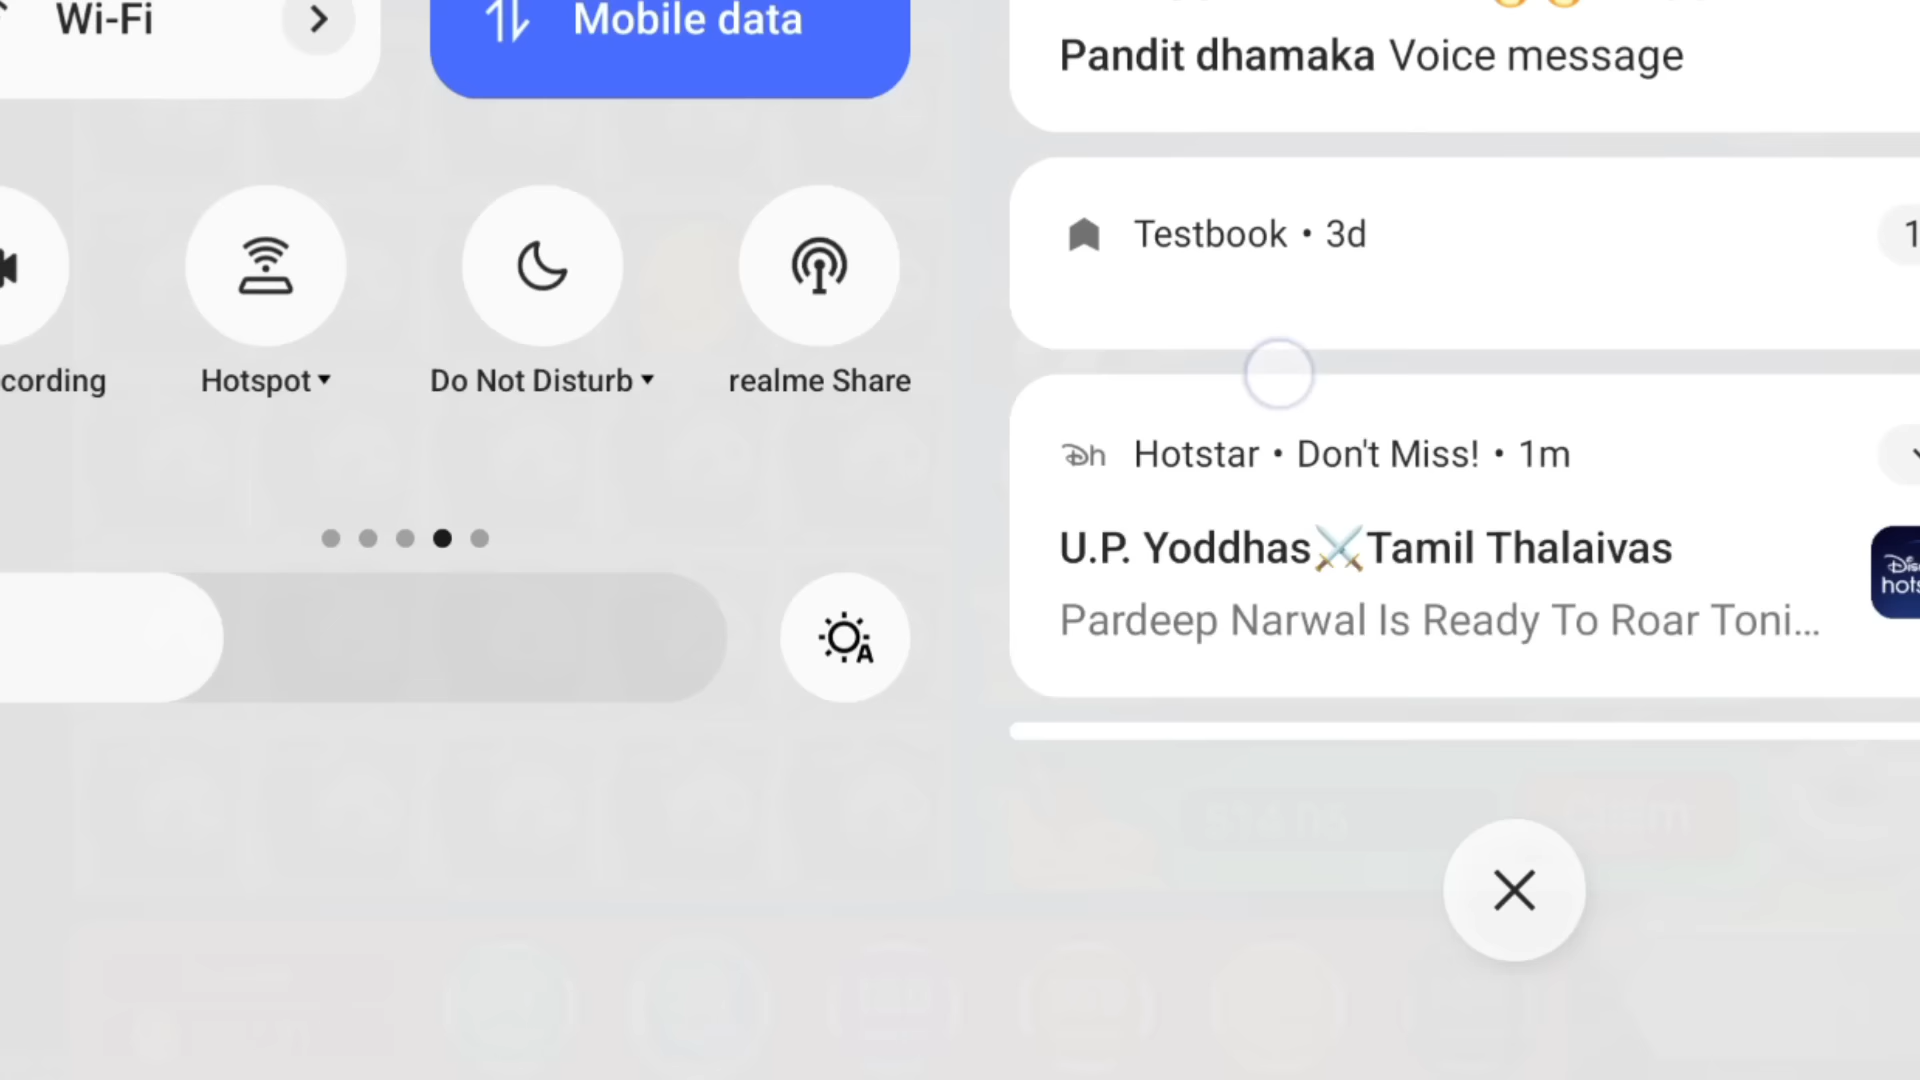 Wi-Fi
Mobile data
cording
Hotspot
Do Not Disturb
realme Share
A
Pandit dhamaka Voice message
Testbook • 3d
1
Hotstar • Don't Miss! • 1m
U.P. Yoddhas⚔️Tamil Thalaivas
Pardeep Narwal Is Ready To Roar Toni...